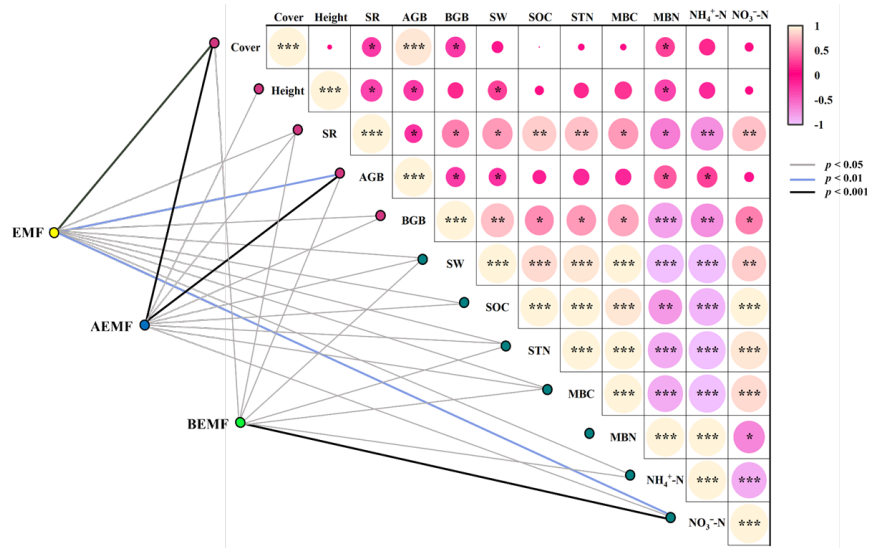 Cover Height SR AGB BGB SW SOC STN MBC MBN NH₄⁺-N NO₃⁻-N
Cover *** * *** * *
Height *** * * * *
SR *** * * * ** ** * * ** **
AGB *** * * * *
BGB *** ** * * * *** ** *
SW *** *** *** *** *** *** **
SOC *** *** *** ** *** ***
STN *** *** *** *** ***
MBC *** *** *** ***
MBN *** *** *
NH₄⁺-N *** ***
NO₃⁻-N ***
EMF
AEMF
BEMF
1
0.5
0
-0.5
-1
p < 0.05
p < 0.01
p < 0.001